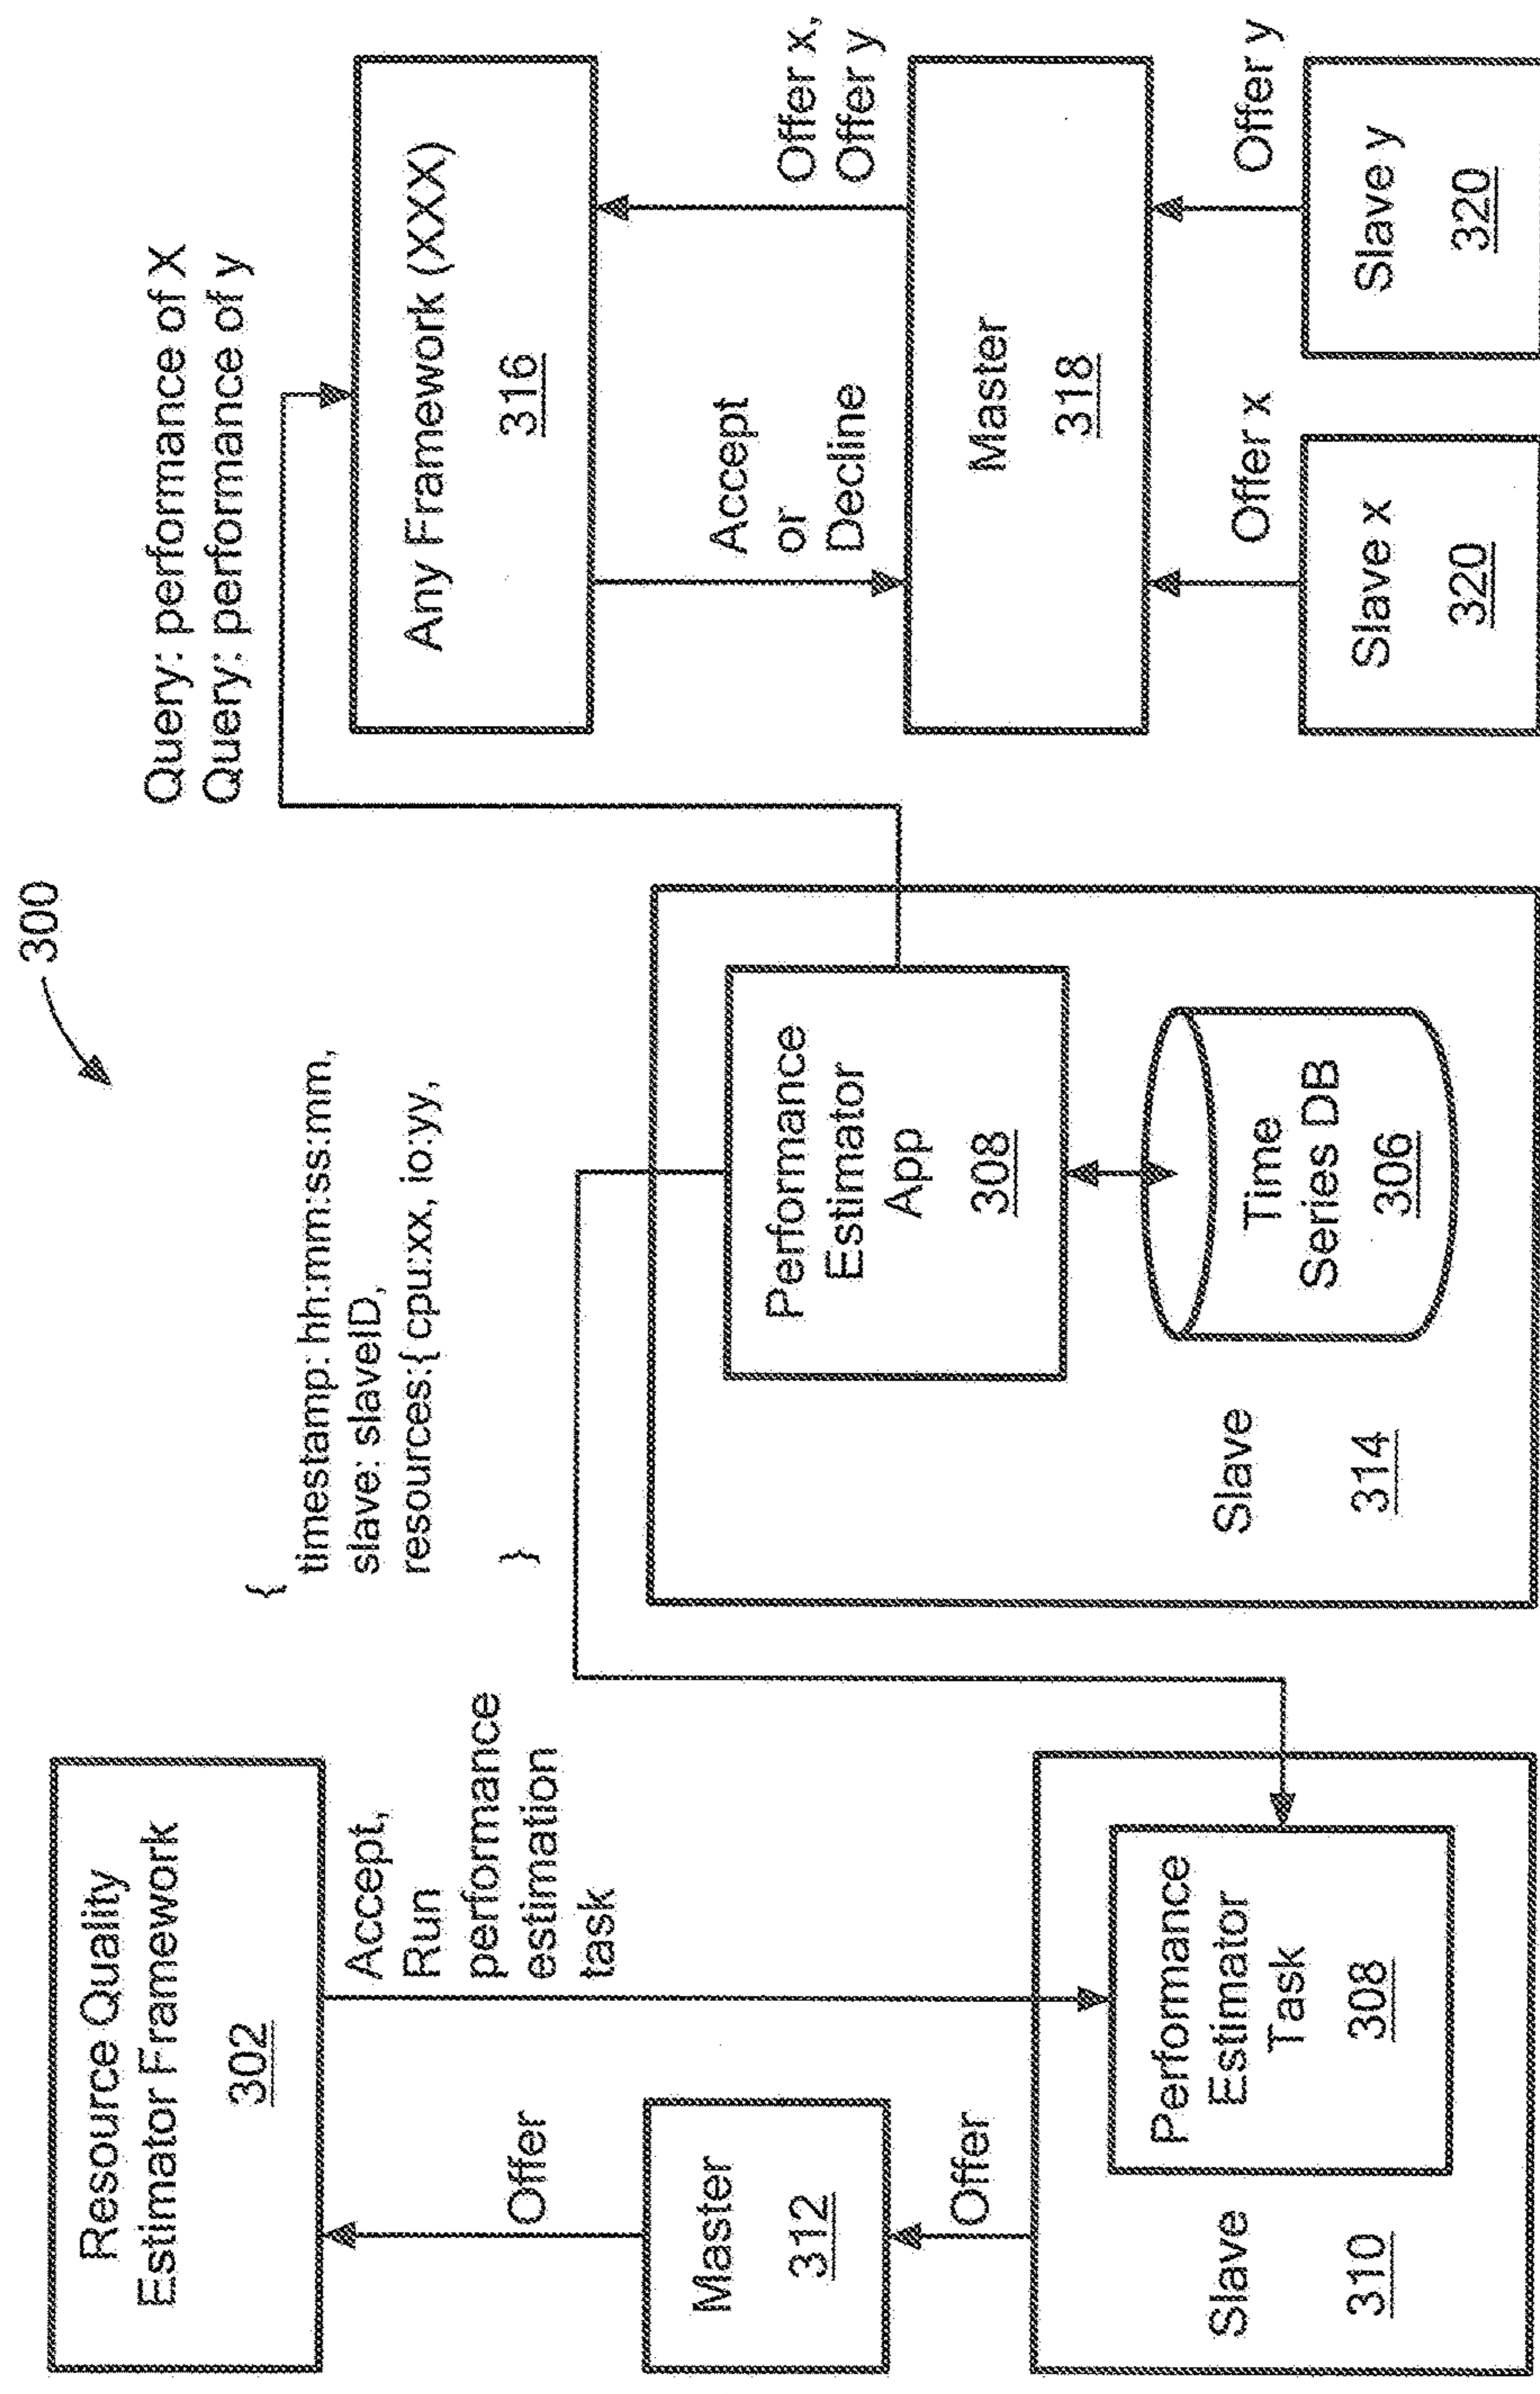 300
Resource Quality
Estimator Framework
302
Accept,
Run
performance
estimation
task
Offer
Master
312
Offer
Slave
310
Performance
Estimator
Task
308
{
timestamp: hh:mm:ss:mm,
slave: slaveID,
resources:{ cpu:xx, io:yy,
}
Performance
Estimator
App
308
Time
Series DB
306
Slave
314
Query: performance of X
Query: performance of y
Any Framework (XXX)
316
Accept
or
Decline
Offer x,
Offer y
Master
318
Offer x
Offer y
Slave x
320
Slave y
320